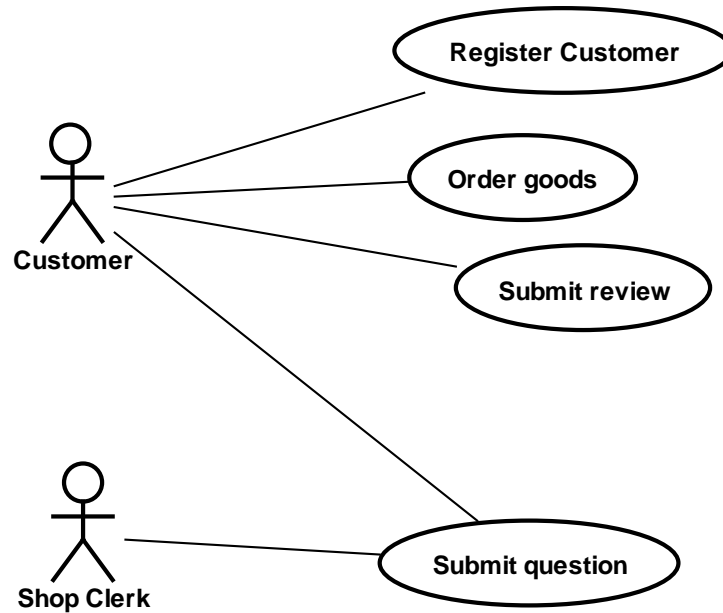 Register Customer
Order goods
Customer
Submit review
Submit question
Shop Clerk